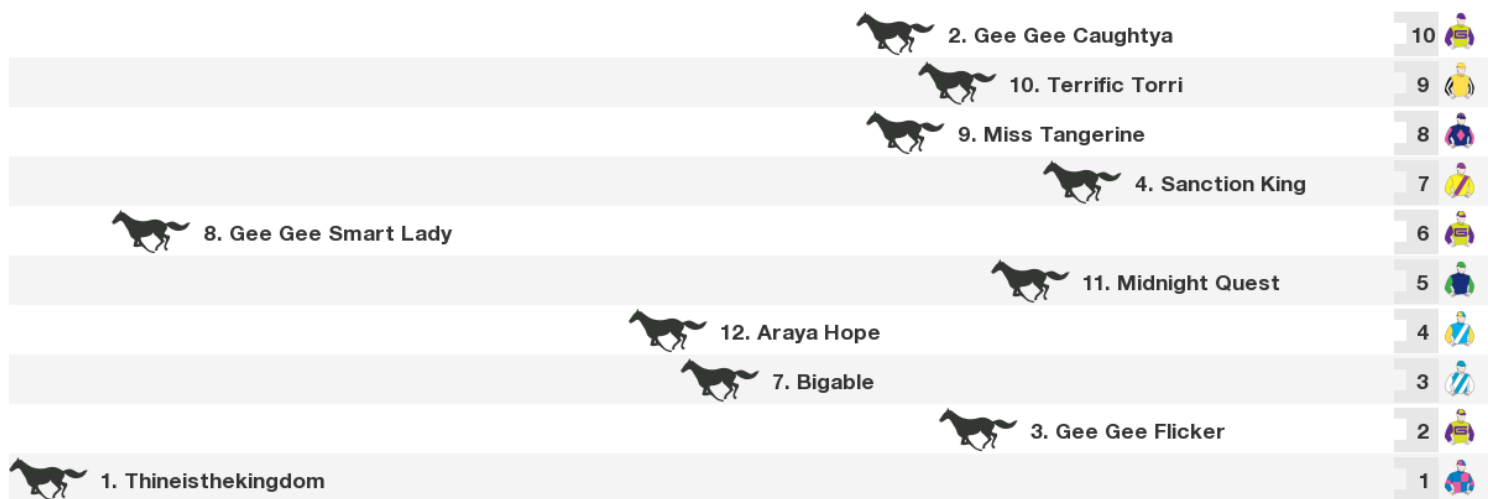 2. Gee Gee Caughtya 10
10. Terrific Torri 9
9. Miss Tangerine 8
4. Sanction King 7
8. Gee Gee Smart Lady 6
11. Midnight Quest 5
12. Araya Hope 4
7. Bigable 3
3. Gee Gee Flicker 2
1. Thineisthekingdom 1